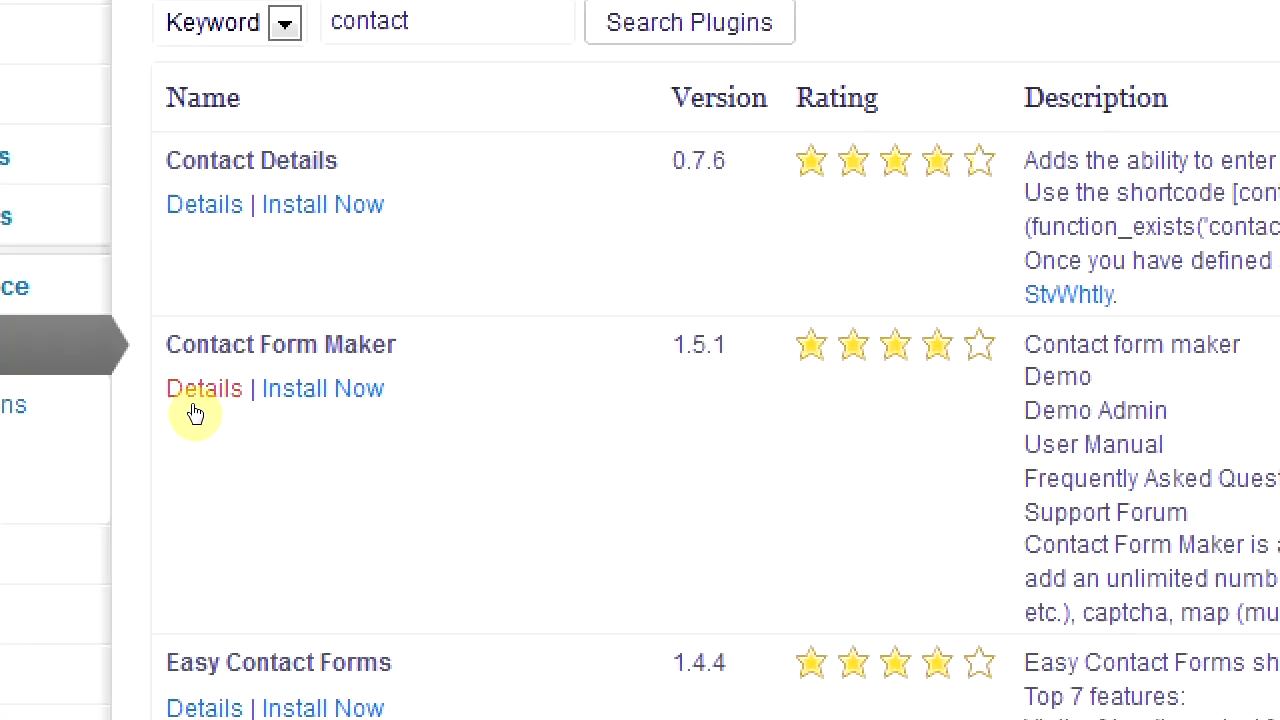 Keyword contact Search Plugins
Name Version Rating Description
s
Contact Details 0.7.6 Adds the ability to enter
Details | Install Now Use the shortcode [con
s
(function_exists('contac
Once you have defined
ce
StvWhtly.
Contact Form Maker 1.5.1 Contact form maker
Details | Install Now Demo
ns
Demo Admin
User Manual
Frequently Asked Quest
Support Forum
Contact Form Maker is a
add an unlimited numb
etc.), captcha, map (mu
Easy Contact Forms 1.4.4 Easy Contact Forms sh
Details | Install Now Top 7 features: